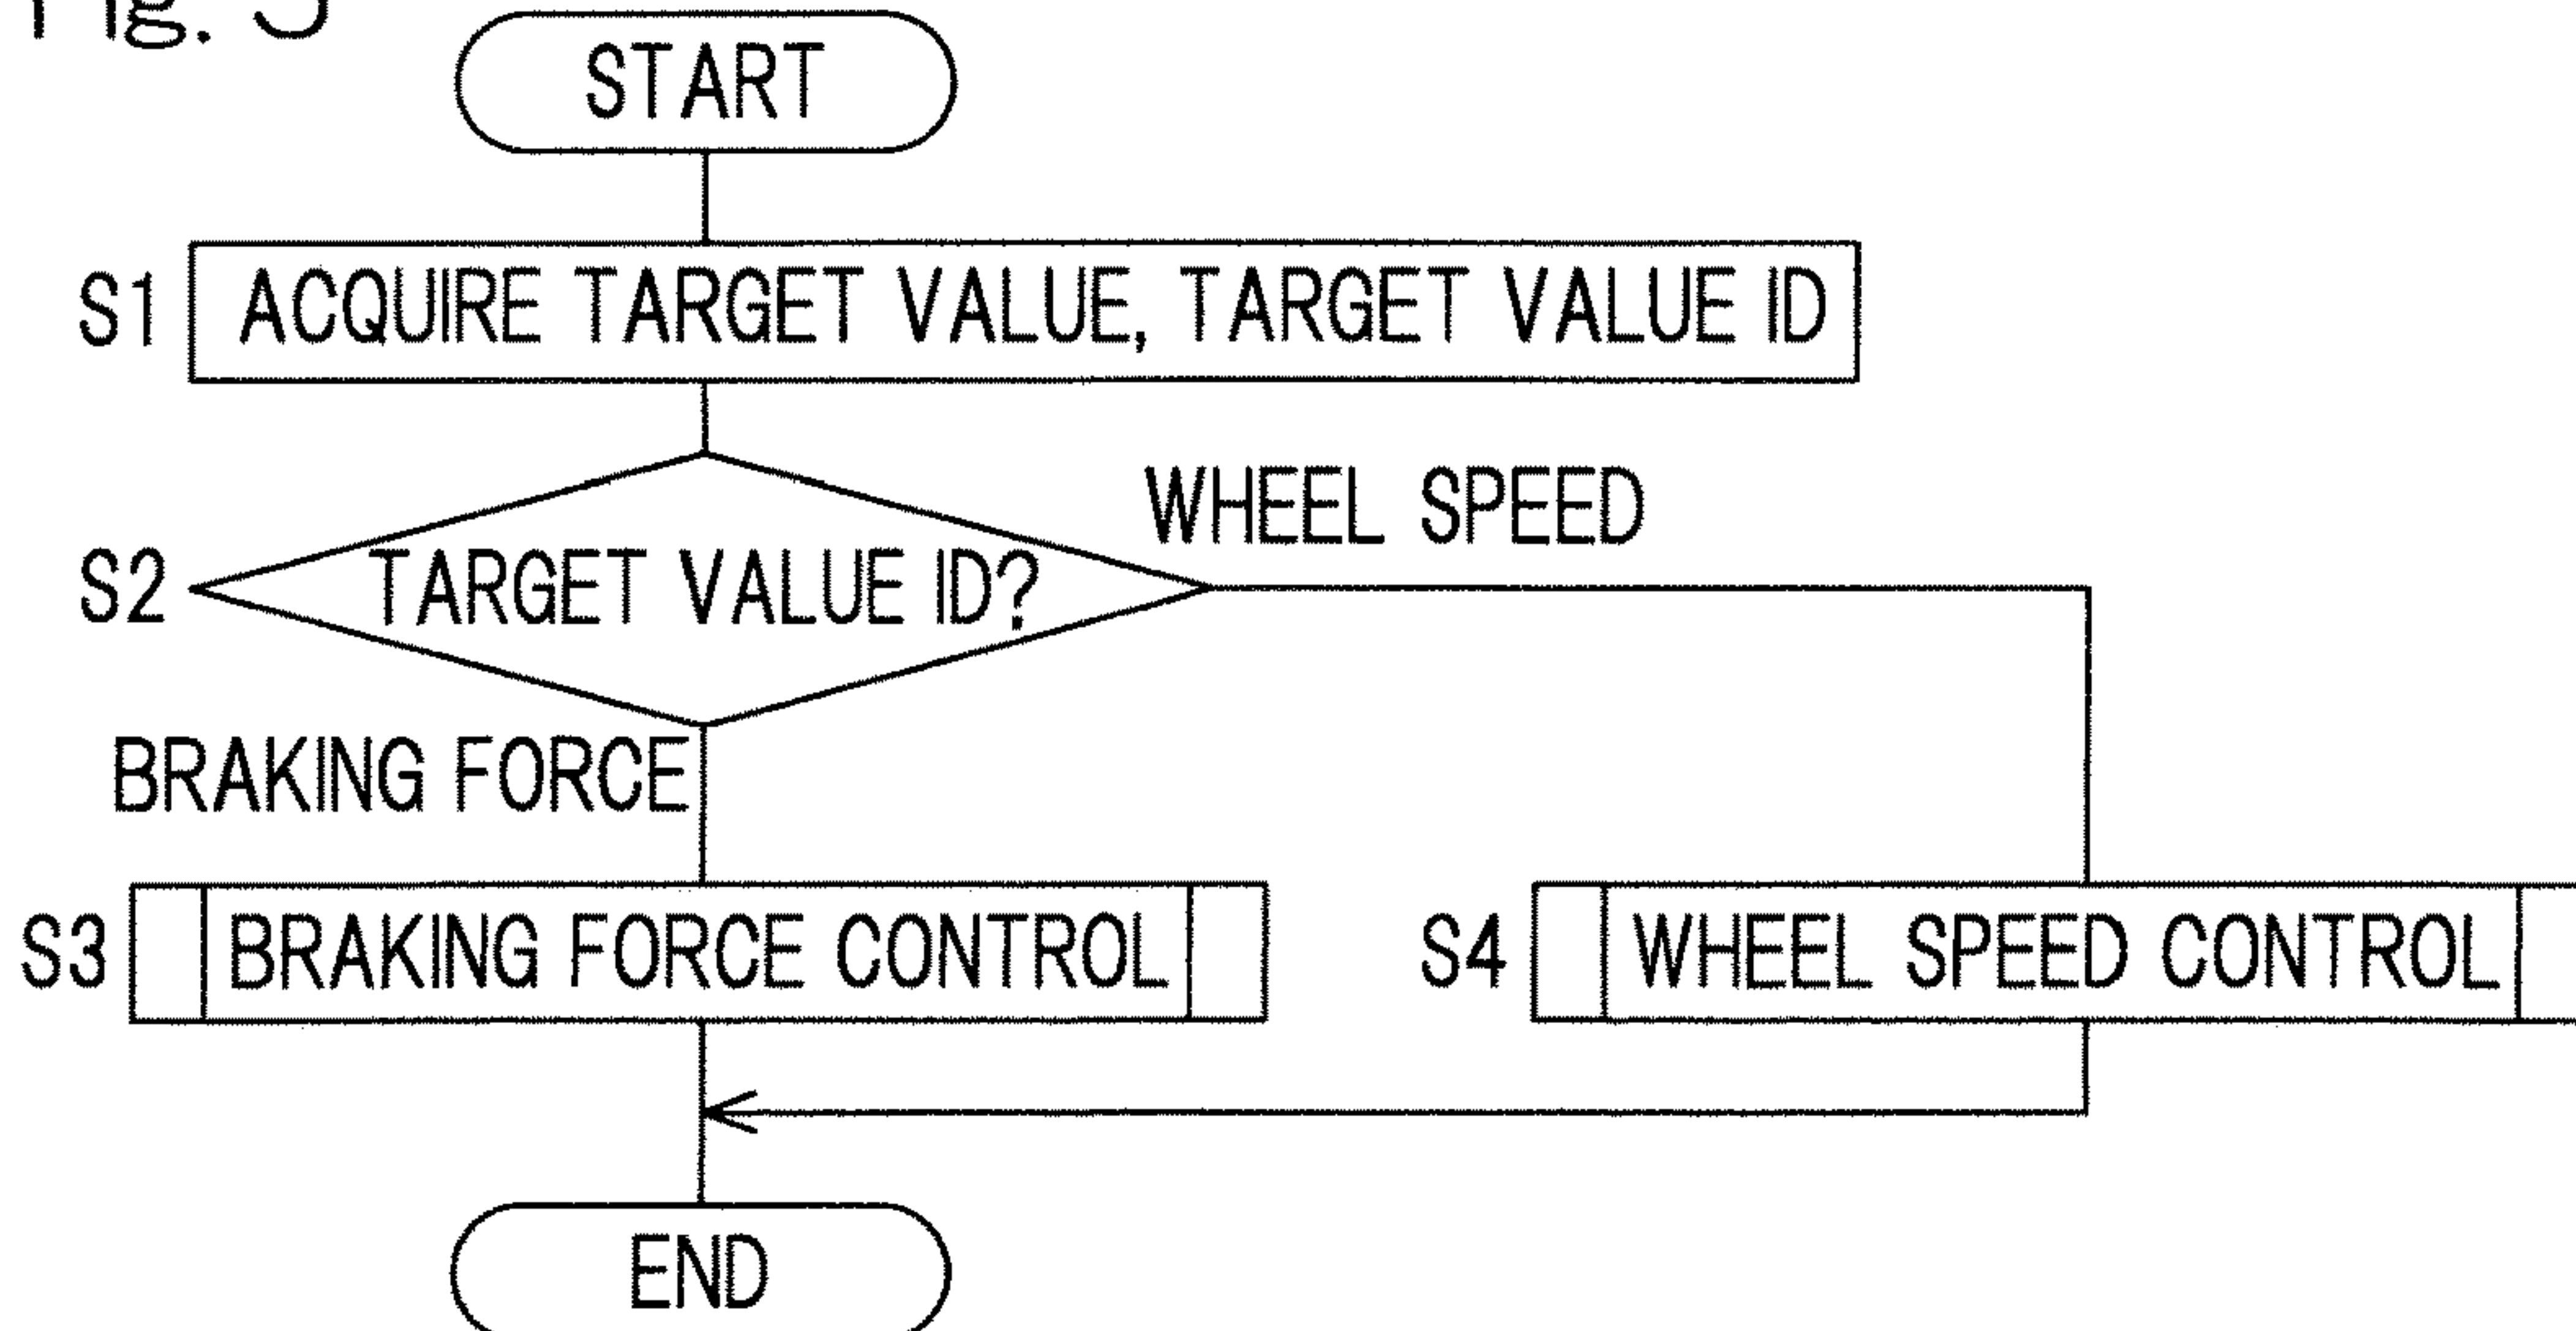 Fig.
START
S1 ACQUIRE TARGET VALUE, TARGET VALUE ID
WHEEL SPEED
S2 TARGET VALUE ID?
BRAKING FORCE
S3 BRAKING FORCE CONTROL S4 WHEEL SPEED CONTROL
END